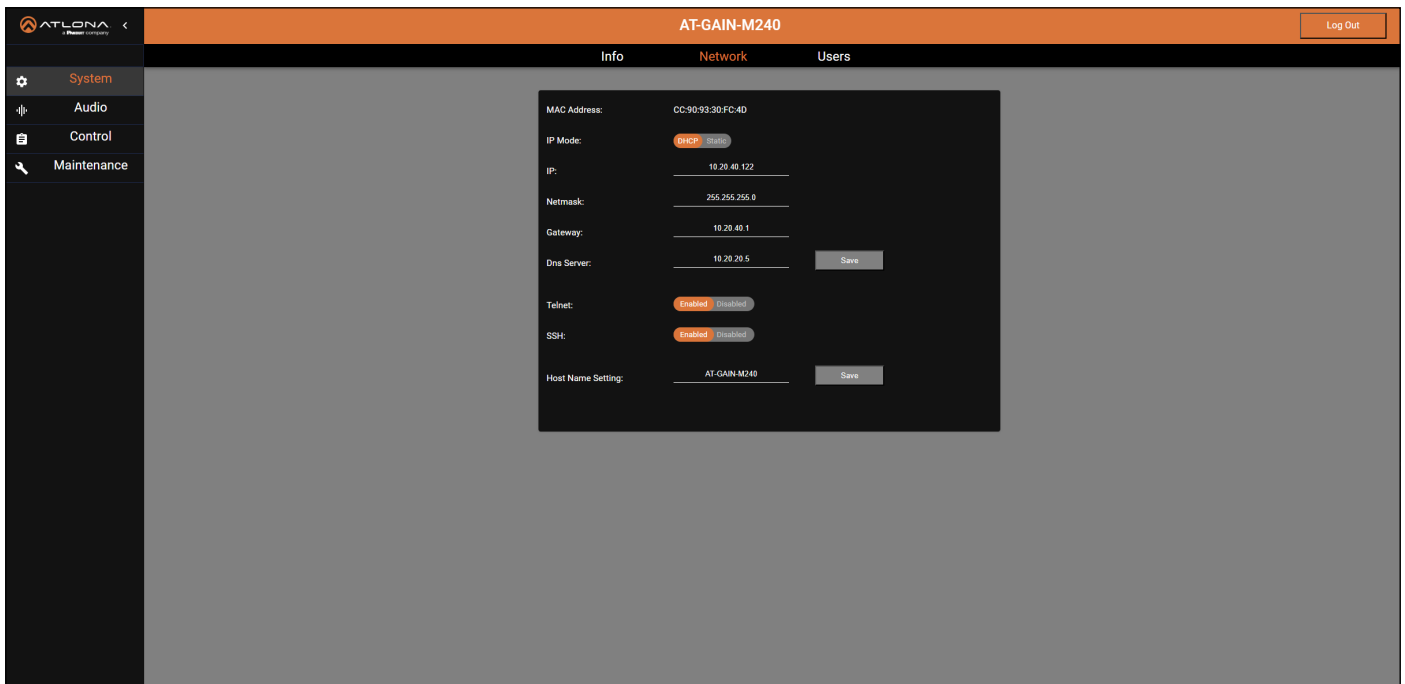 ATLONA
a Panduit company
AT-GAIN-M240
Log Out
Info
Network
Users
System
Audio
Control
Maintenance
MAC Address: CC:90:93:30:FC:4D
IP Mode: DHCP Static
IP: 10.20.40.122
Netmask: 255.255.255.0
Gateway: 10.20.40.1
Dns Server: 10.20.20.5 Save
Telnet: Enabled Disabled
SSH: Enabled Disabled
Host Name Setting: AT-GAIN-M240 Save